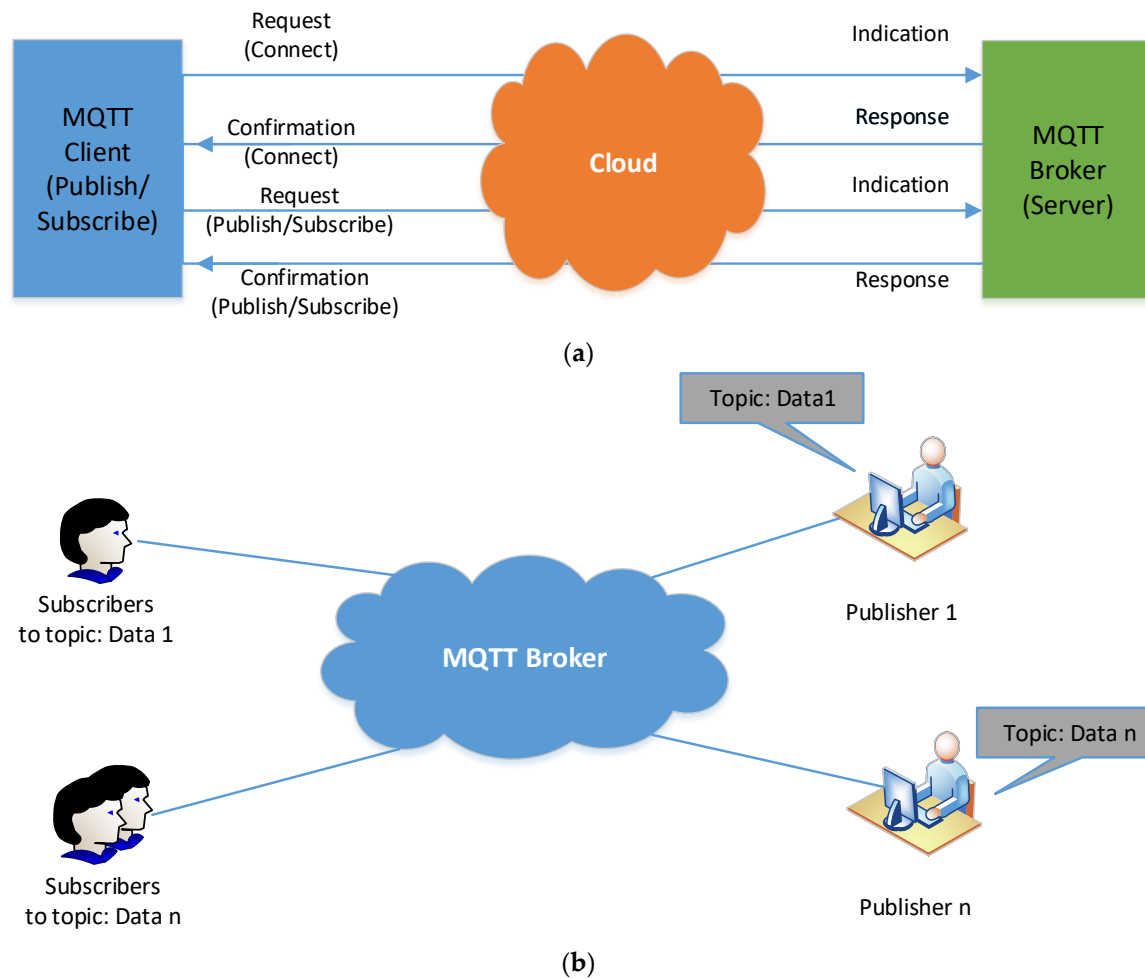 Request
(Connect)
Indication
MQTT
Client
(Publish/
Subscribe)
Confirmation
(Connect)
Response
Cloud
MQTT
Broker
(Server)
Request
(Publish/Subscribe)
Indication
Confirmation
(Publish/Subscribe)
Response
(a)
Topic: Data1
Subscribers
to topic: Data 1
Publisher 1
MQTT Broker
Topic: Data n
Subscribers
to topic: Data n
Publisher n
(b)